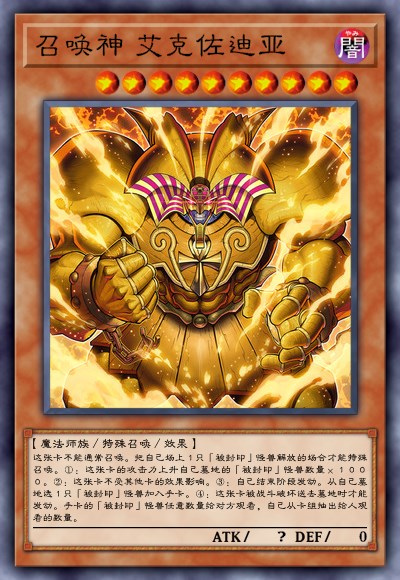 召唤神 艾克佐迪亚
闇
やみ
【魔法师族／特殊召唤／效果】
这张卡不能通常召唤。把自己场上1只「被封印」怪兽解放的场合才能特殊
召唤。①：这张卡的攻击力上升自己墓地的「被封印」怪兽数量×１００
０。②：这张卡不受其他卡的效果影响。③：自己结束阶段发动。从自己墓
地选１只「被封印」怪兽加入手卡。④：这张卡被战斗破坏送去墓地时才能
发动。手卡的「被封印」怪兽任意数量给对方观看，自己从卡组抽出给人观
看的数量。
ATK/ ? DEF/ 0